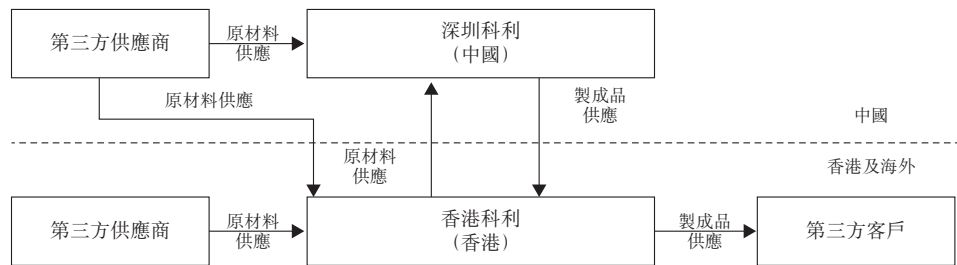 第三方供應商
原材料
供應
深圳科利
（中國）
原材料供應
製成品
供應
中國
原材料
供應
香港及海外
第三方供應商
原材料
供應
香港科利
（香港）
製成品
供應
第三方客戶